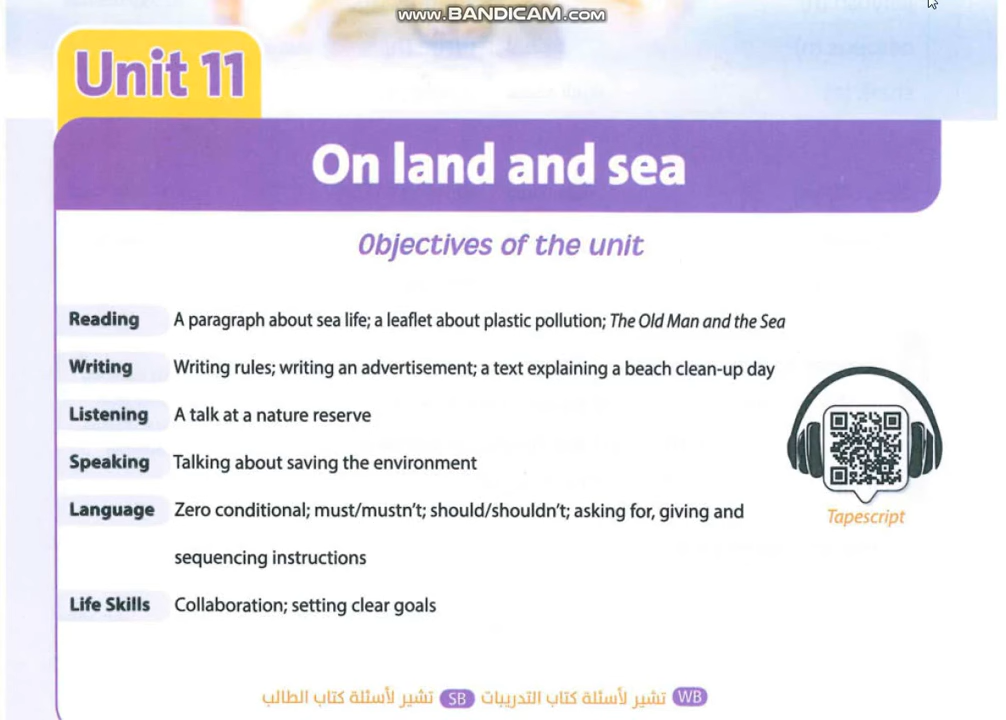 www.BANDICAM.com
Unit 11
On land and sea
Objectives of the unit
Reading A paragraph about sea life; a leaflet about plastic pollution; The Old Man and the Sea
Writing Writing rules; writing an advertisement; a text explaining a beach clean-up day
Listening A talk at a nature reserve
Speaking Talking about saving the environment
Language Zero conditional; must/mustn't; should/shouldn't; asking for, giving and
sequencing instructions
Life Skills Collaboration; setting clear goals
Tapescript
WB تشير لأسئلة كتاب التدريبات SB تشير لأسئلة كتاب الطالب